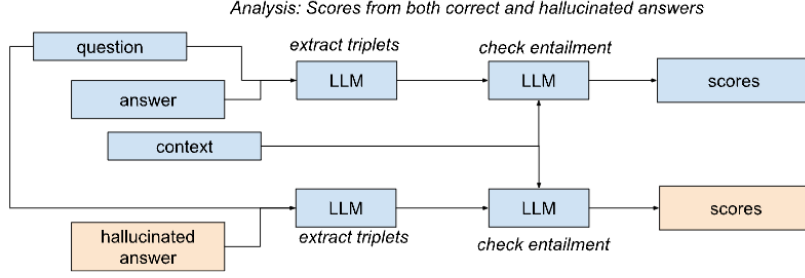 Analysis: Scores from both correct and hallucinated answers
question
extract triplets
check entailment
answer
LLM
LLM
scores
context
LLM
LLM
scores
hallucinated
answer
extract triplets
check entailment